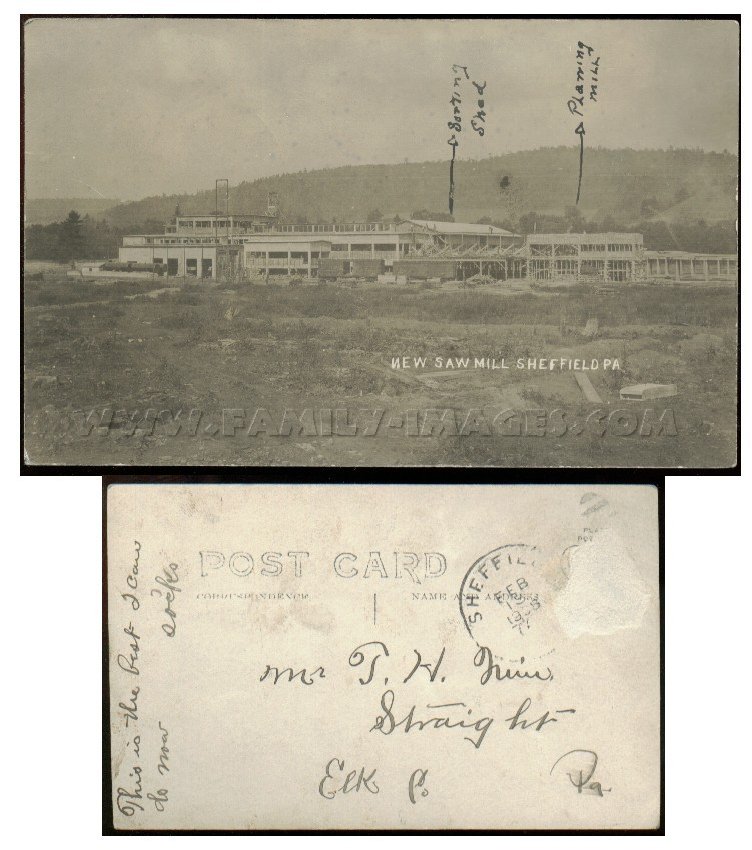 Sorting
Shed
Planing
Mill
NEW SAW MILL SHEFFIELD PA
WWW.FAMILY-IMAGES.COM
POST CARD
CORRESPONDENCE
NAME AND ADDRESS
SHEFFIEL
FEB
Mr T. H.
Straight
Elk Co. Pa.
This is the best I can
do now